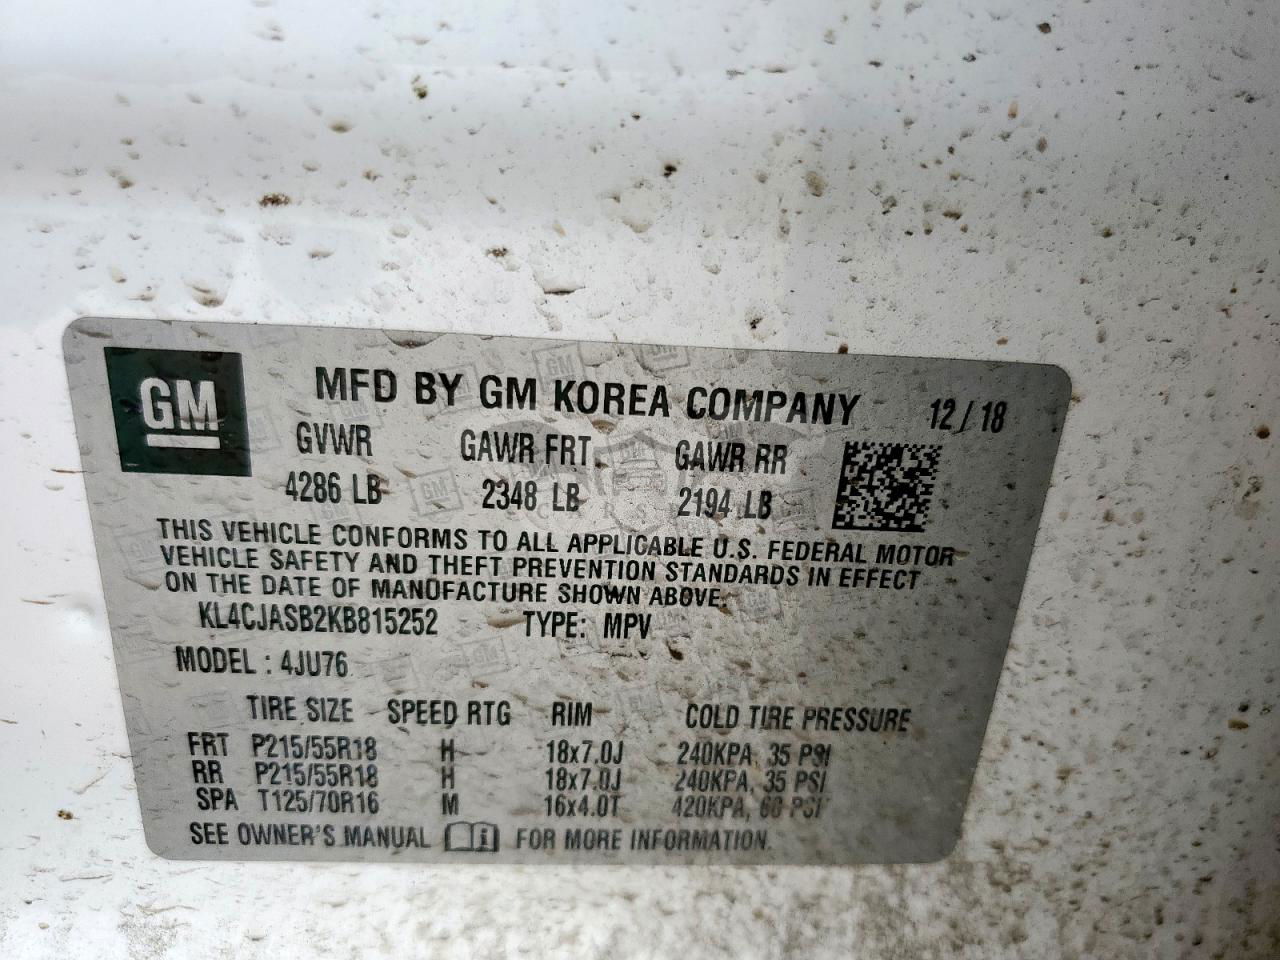 GM
MFD BY GM KOREA COMPANY 12/18
GVWR GAWR FRT. GAWR RR
4286 LB 2348 LB 2194 LB
THIS VEHICLE CONFORMS TO ALL APPLICABLE U.S. FEDERAL MOTOR
VEHICLE SAFETY AND THEFT PREVENTION STANDARDS IN EFFECT
ON THE DATE OF MANUFACTURE SHOWN ABOVE.
KL4CJASB2KB815252 TYPE: MPV
MODEL : 4JU76
TIRE SIZE SPEED RTG RIM COLD TIRE PRESSURE
FRT P215/55R18 H 18x7.0J 240KPA, 35 PSI
RR P215/55R18 H 18x7.0J 240KPA, 35 PSI
SPA T125/70R16 M 16x4.0T 420KPA, 60 PSI
SEE OWNER'S MANUAL FOR MORE INFORMATION.